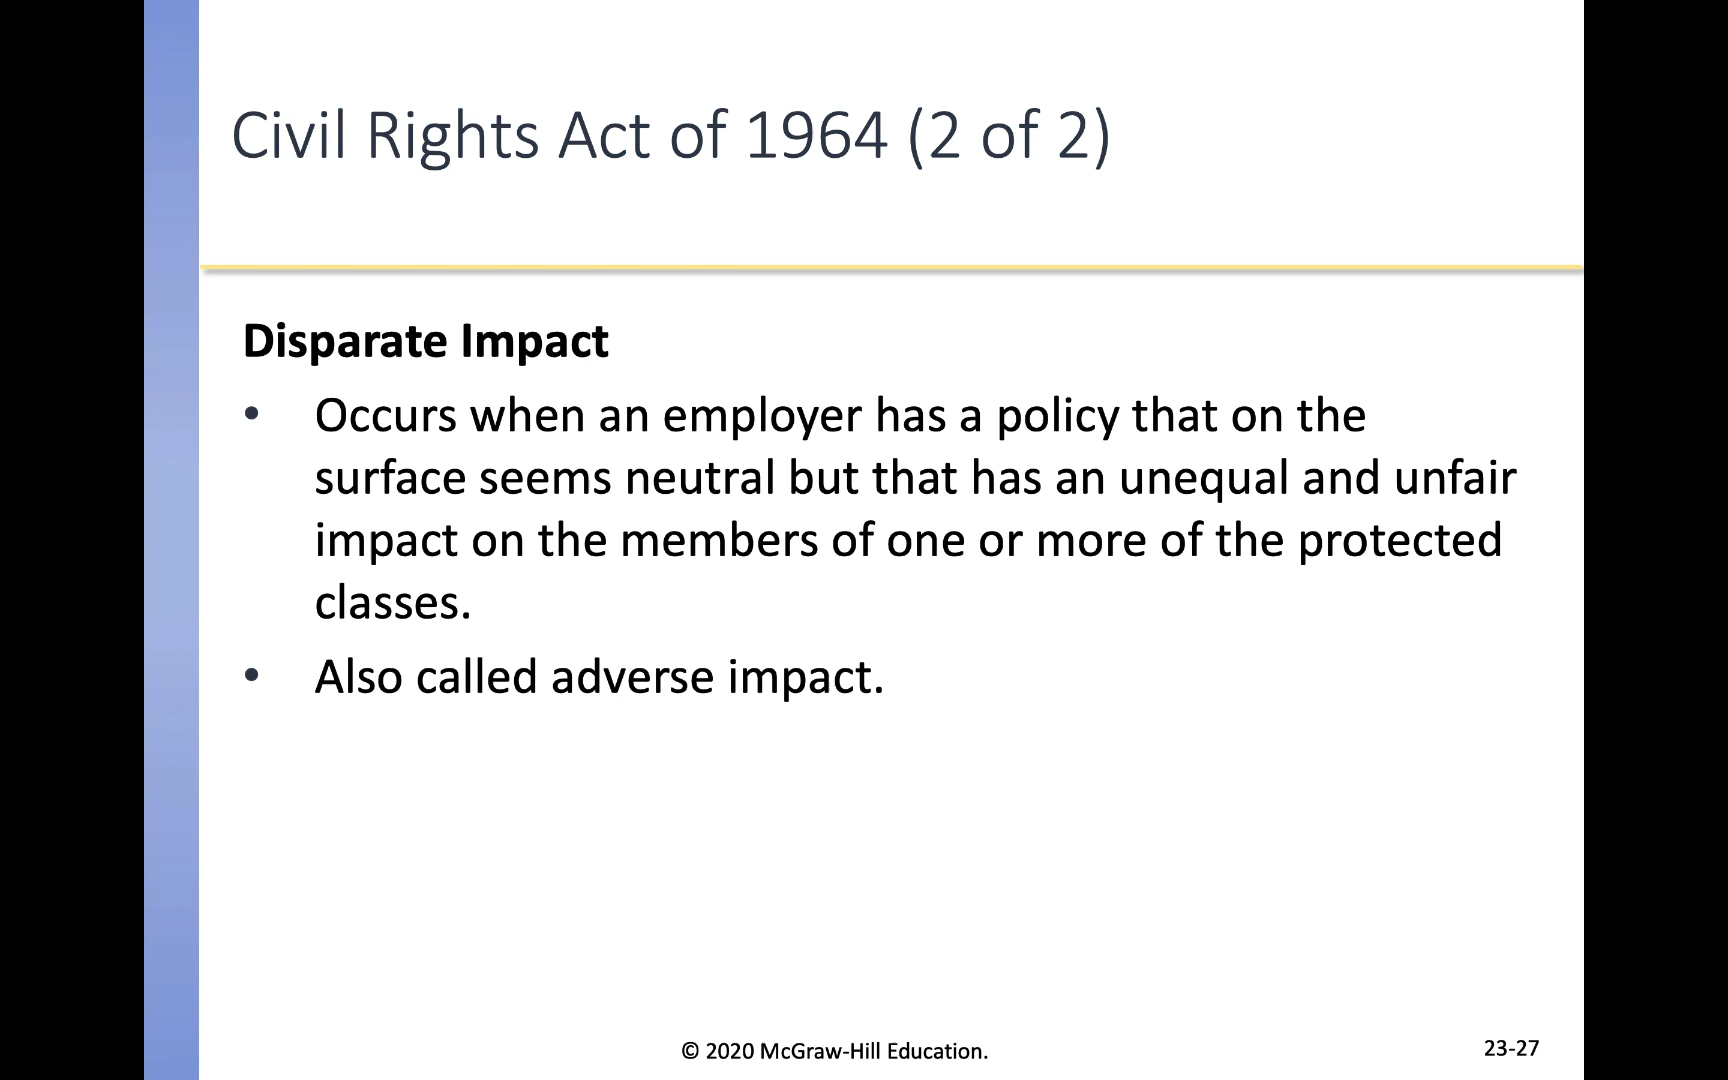 Civil Rights Act of 1964 (2 of 2)
Disparate Impact
• Occurs when an employer has a policy that on the
surface seems neutral but that has an unequal and unfair
impact on the members of one or more of the protected
classes.
• Also called adverse impact.
© 2020 McGraw-Hill Education.
23-27